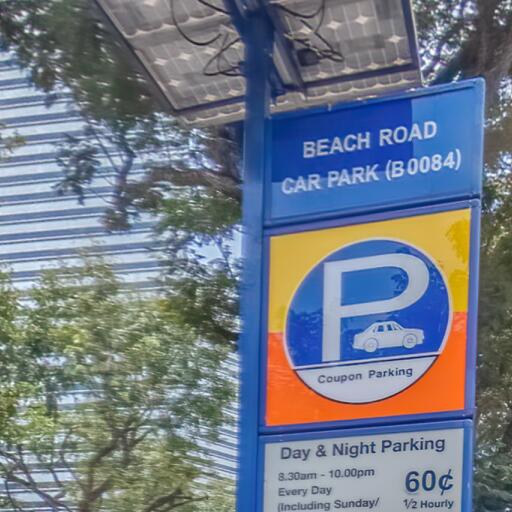 BEACH ROAD
CAR PARK (B0084)
P
Coupon Parking
Day & Night Parking
8.30am - 10.00pm
Every Day
(Including Sunday/
60¢
½ Hourly